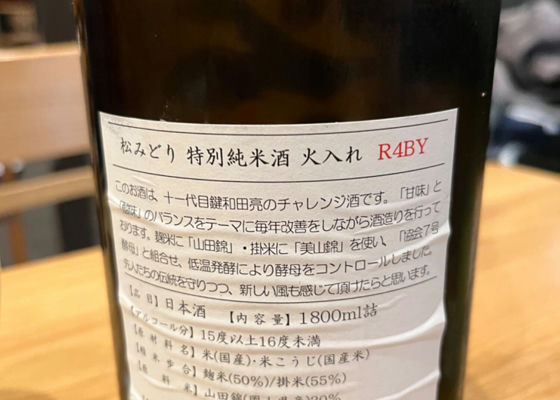 松みどり 特別純米酒 火入れ R4BY
このお酒は、十一代目鍵和田亮のチャレンジ酒です。「甘味」と
「酸味」のバランスをテーマに毎年改善をしながら酒造りを行って
おります。麹米に「山田錦」・掛米に「美山錦」を使い、「協会7号
酵母」と組合せ、低温発酵により酵母をコントロールしました。
先人たちの伝統を守りつつ、新しい風も感じて頂けたらと思います。
【品目】日本酒 【内容量】1800ml詰
【アルコール分】15度以上16度未満
【原材料名】米(国産)・米こうじ(国産米)
【精米歩合】麹米(50%)/掛米(55%)